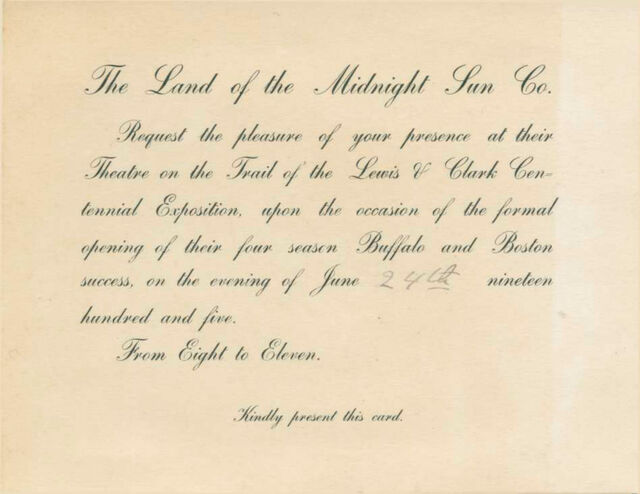 The Land of the Midnight Sun Co.
Request the pleasure of your presence at their
Theatre on the Trail of the Lewis & Clark Cen=
tennial Exposition, upon the occasion of the formal
opening of their four season Buffalo and Boston
success, on the evening of June 24th nineteen
hundred and five.
From Eight to Eleven.
Kindly present this card.